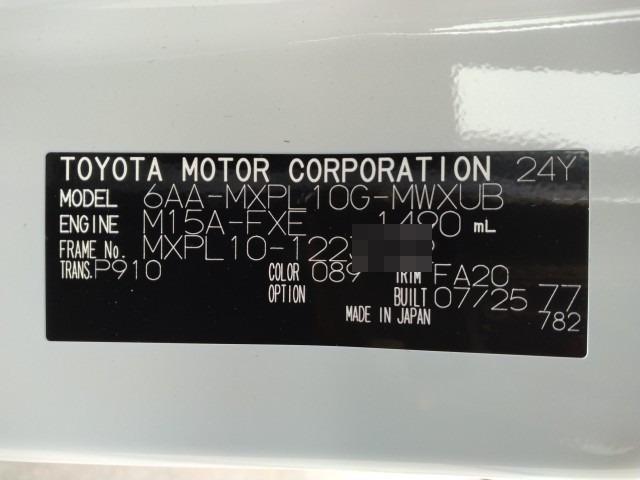 TOYOTA MOTOR CORPORATION 24Y
MODEL 6AA-MXPL10G-MWXUB
ENGINE M15A-FXE 1490 mL
FRAME No. MXPL10-122
TRANS. P910 COLOR 089 TRIM FA20
OPTION BUILT 07/25 77
MADE IN JAPAN 782